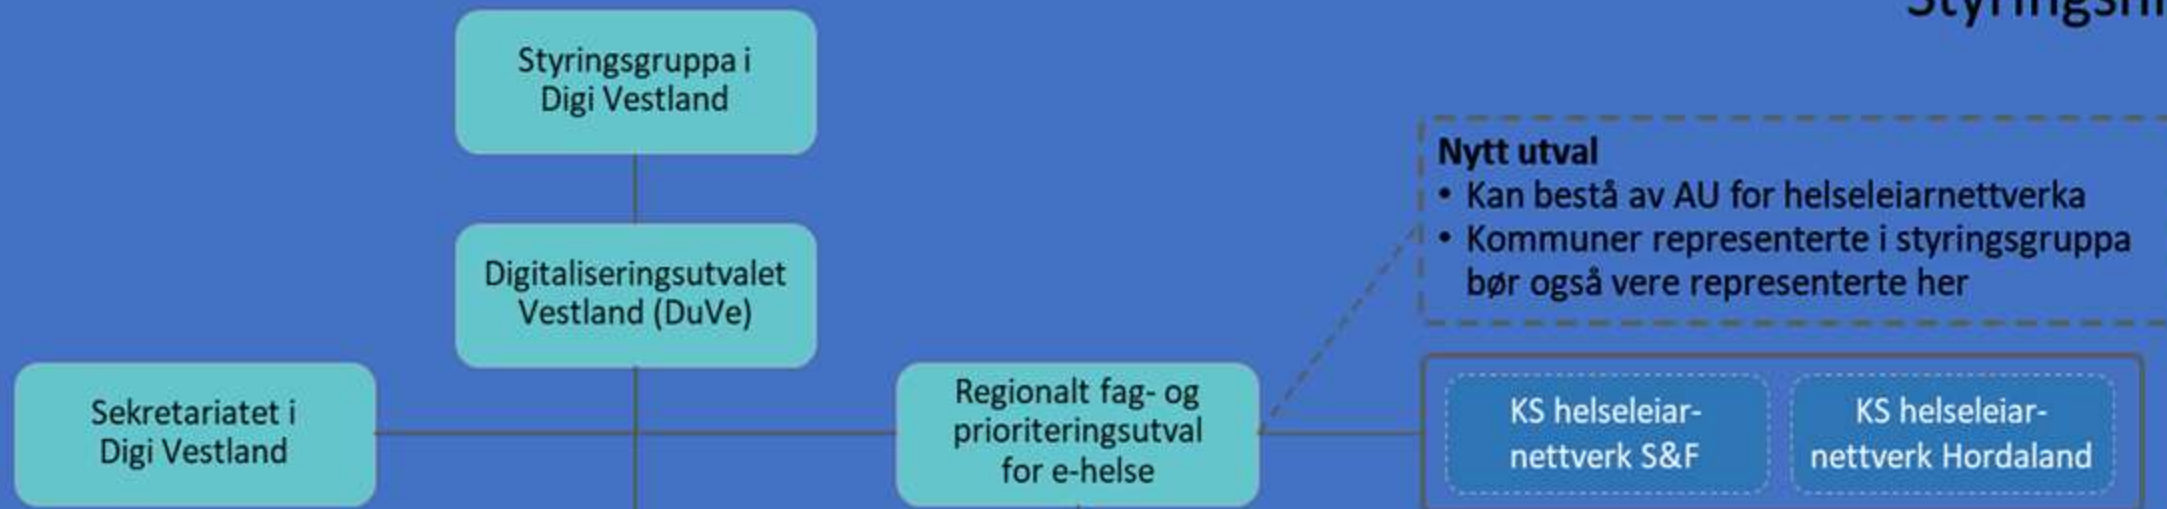 Styringsgruppa i
Digi Vestland
Nytt utval
• Kan bestå av AU for helseleiarnettverka
• Kommuner representerte i styringsgruppa
bør også vere representerte her
Digitaliseringsutvalet
Vestland (DuVe)
Sekretariatet i
Digi Vestland
Regionalt fag- og
prioriteringsutval
for e-helse
KS helseleiar-
nettverk S&F
KS helseleiar-
nettverk Hordaland